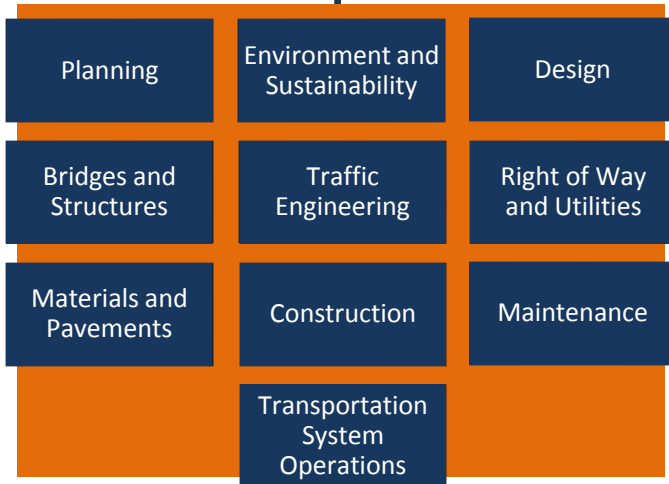 Planning
Environment and
Sustainability
Design
Bridges and
Structures
Traffic
Engineering
Right of Way
and Utilities
Materials and
Pavements
Construction
Maintenance
Transportation
System
Operations